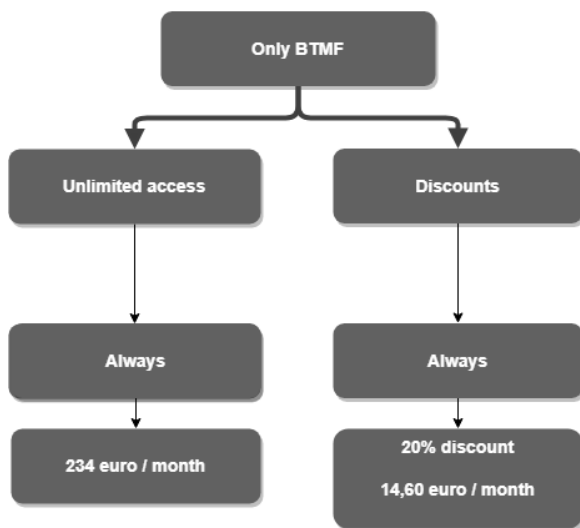 Only BTMF
Unlimited access
Discounts
Always
Always
234 euro / month
20% discount
14,60 euro / month